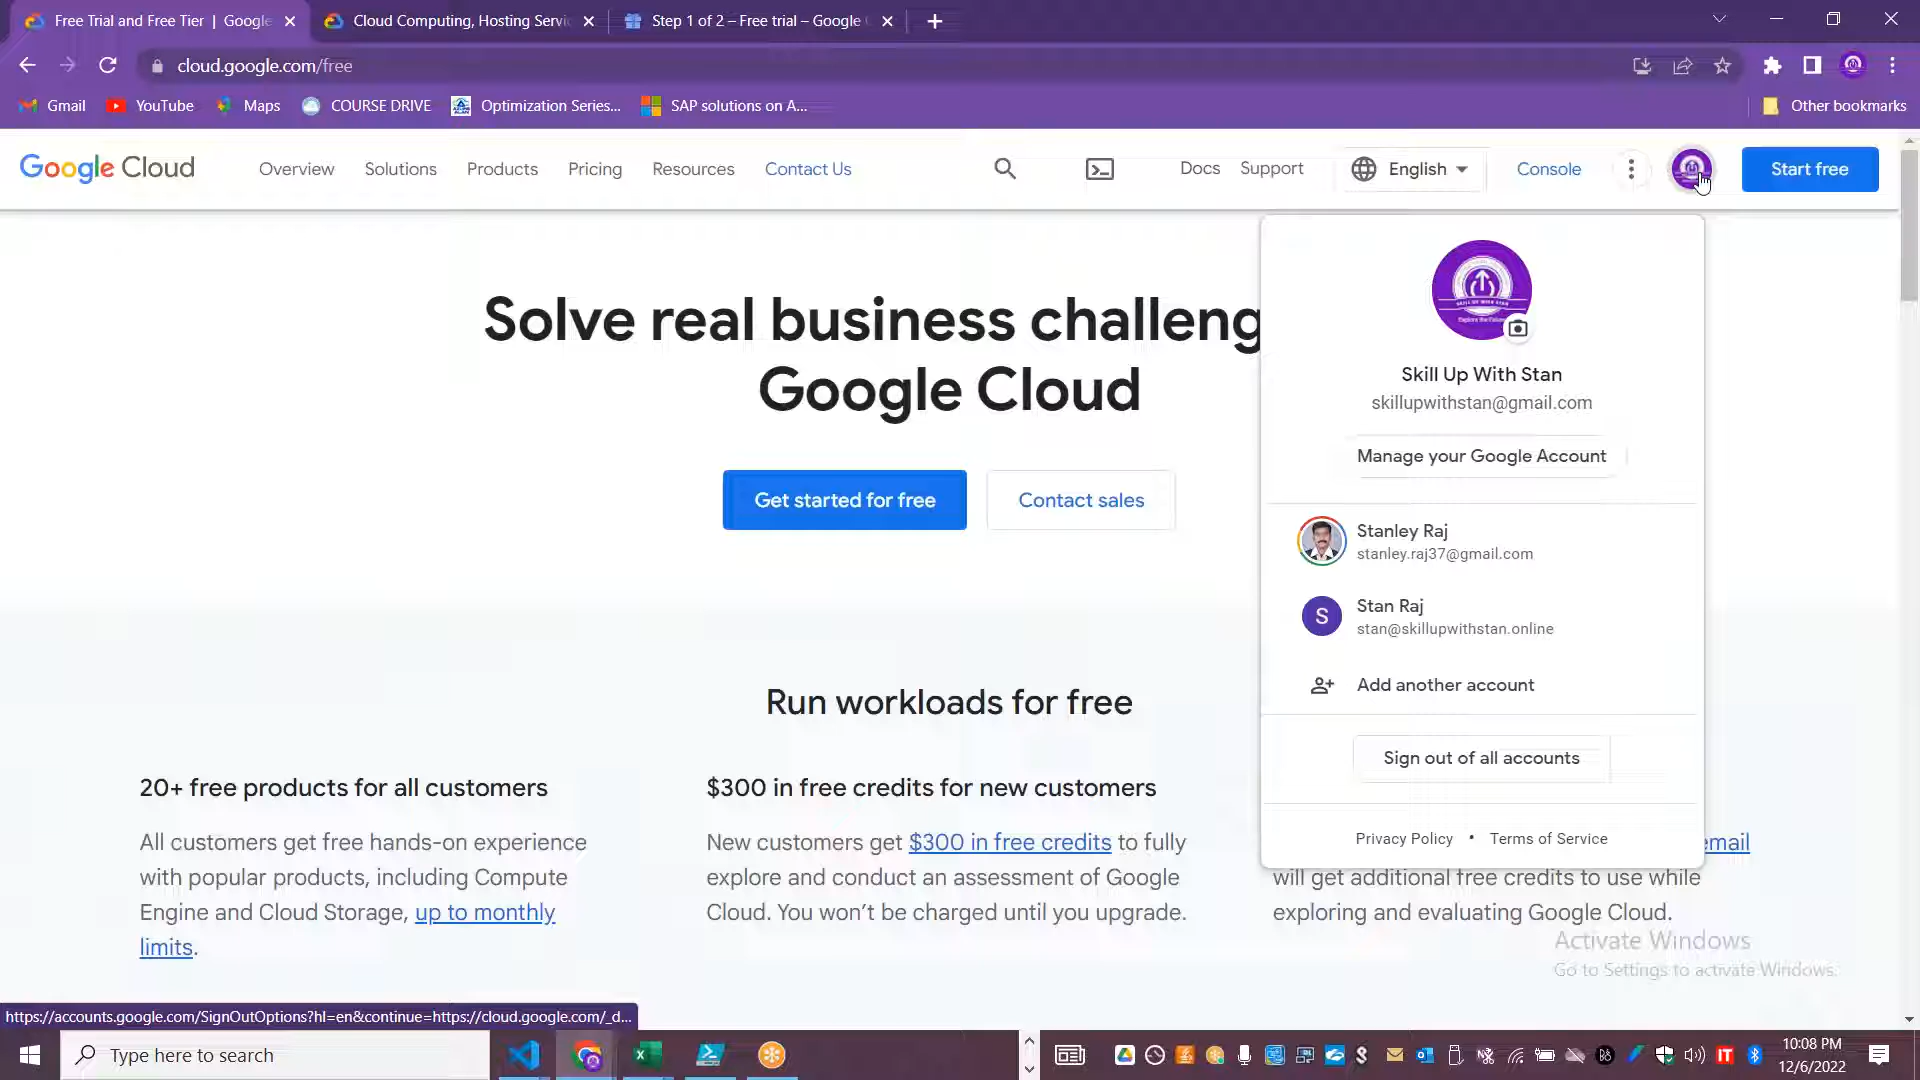 Free Trial and Free Tier | Google
Cloud Computing, Hosting Servi
Step 1 of 2 – Free trial – Google
cloud.google.com/free
Gmail
YouTube
Maps
COURSE DRIVE
Optimization Series...
SAP solutions on A...
Other bookmarks
Google Cloud
Overview
Solutions
Products
Pricing
Resources
Contact Us
Docs
Support
English
Console
Start free
Solve real business challeng
Google Cloud
Get started for free
Contact sales
SKILL UP WITH STAN
Skill Up With Stan
skillupwithstan@gmail.com
Manage your Google Account
Stanley Raj
stanley.raj37@gmail.com
S
Stan Raj
stan@skillupwithstan.online
Add another account
Sign out of all accounts
Privacy Policy • Terms of Service
Run workloads for free
20+ free products for all customers
All customers get free hands-on experience
with popular products, including Compute
Engine and Cloud Storage, up to monthly
limits.
$300 in free credits for new customers
New customers get $300 in free credits to fully
explore and conduct an assessment of Google
Cloud. You won't be charged until you upgrade.
email
will get additional free credits to use while
exploring and evaluating Google Cloud.
Activate Windows
Go to Settings to activate Windows.
https://accounts.google.com/SignOutOptions?hl=en&continue=https://cloud.google.com/_d...
Type here to search
10:08 PM
12/6/2022